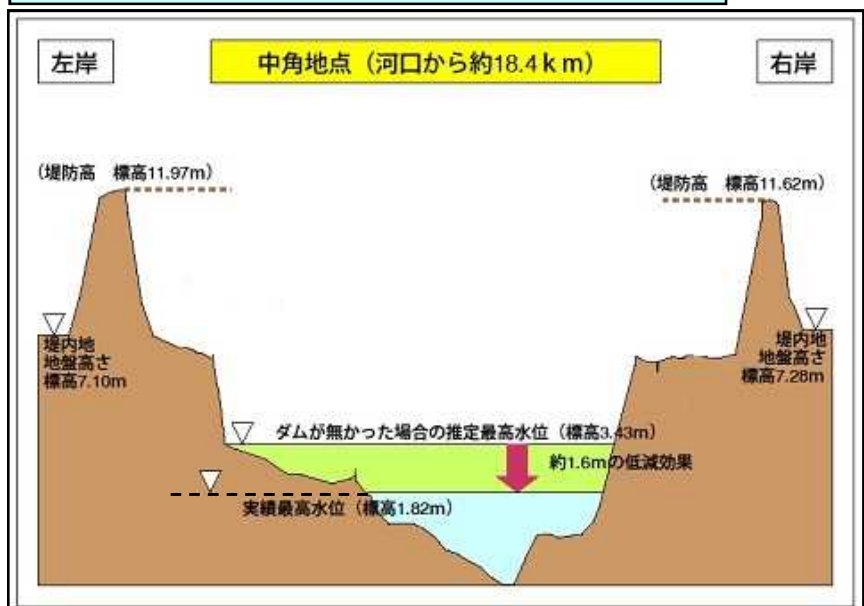 左岸
中角地点（河口から約18.4ｋｍ）
右岸
（堤防高　標高11.97m）
（堤防高　標高11.62m）
堤内地
地盤高さ
標高7.10m
堤内地
地盤高さ
標高7.28m
ダムが無かった場合の推定最高水位（標高3.43m）
約1.6mの低減効果
実績最高水位（標高1.82m）